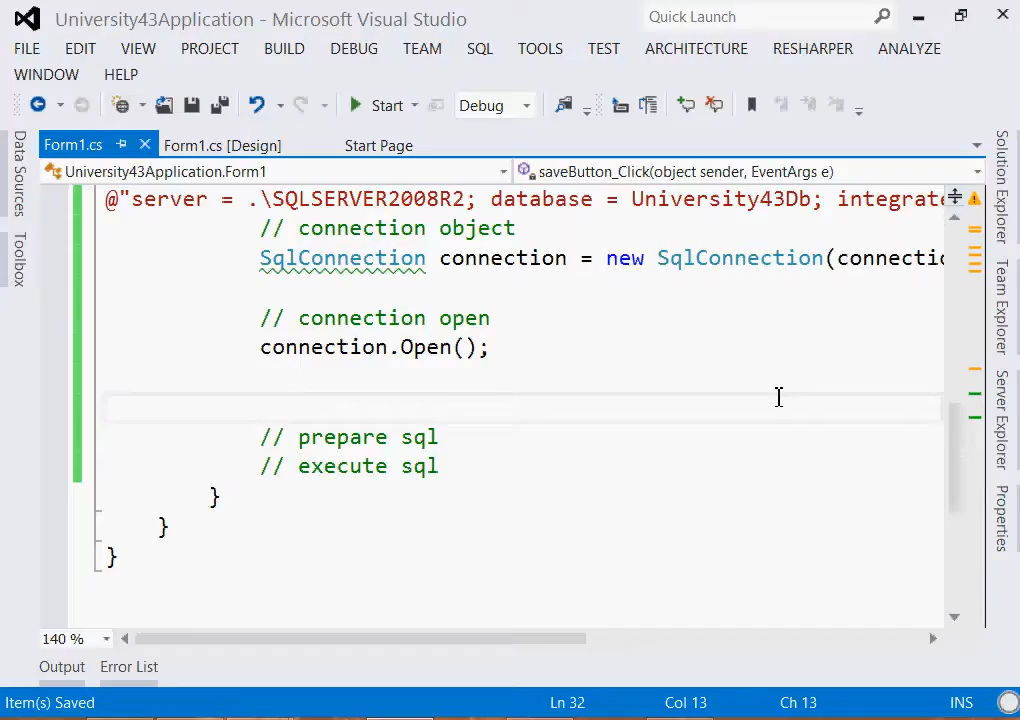 University43Application - Microsoft Visual Studio
Quick Launch
FILE EDIT VIEW PROJECT BUILD DEBUG TEAM SQL TOOLS TEST ARCHITECTURE RESHARPER ANALYZE
WINDOW HELP
Start Debug
Form1.cs Form1.cs [Design] Start Page
University43Application.Form1 saveButton_Click(object sender, EventArgs e)
Data Sources
Toolbox
@"server = .\SQLSERVER2008R2; database = University43Db; integrate
// connection object
SqlConnection connection = new SqlConnection(connectio
// connection open
connection.Open();
// prepare sql
// execute sql
}
}
}
Solution Explorer
Team Explorer
Server Explorer
Properties
140 %
Output Error List
Item(s) Saved Ln 32 Col 13 Ch 13 INS